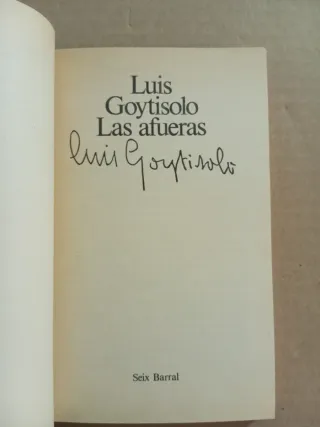 Luis
Goytisolo
Las afueras
Luis Goytisolo
Seix Barral